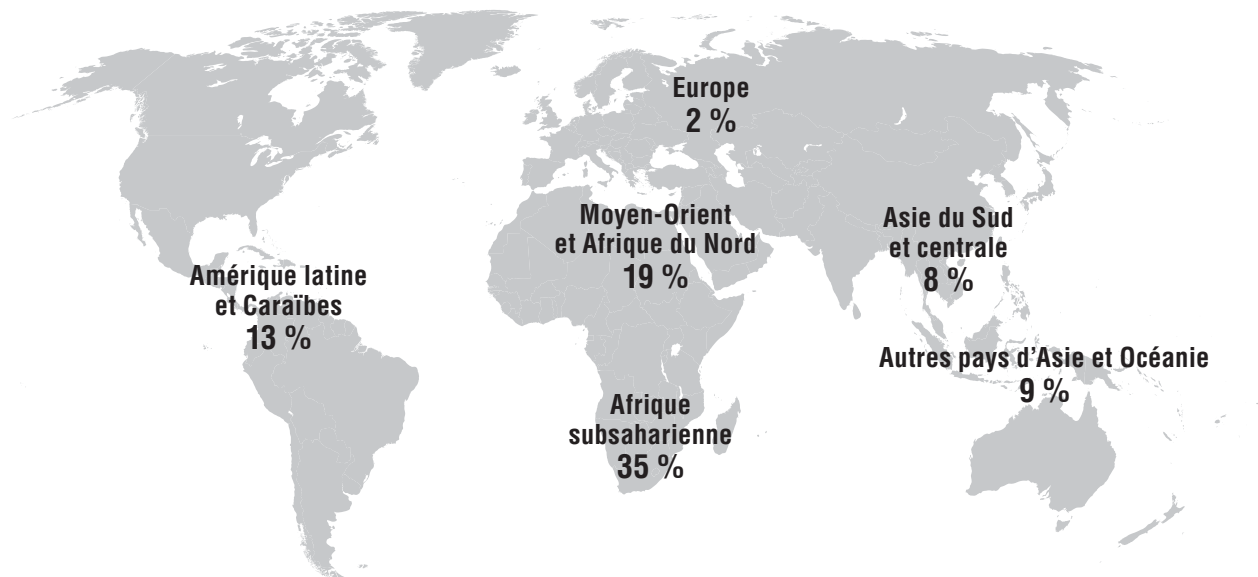 Europe
2 %
Moyen-Orient
et Afrique du Nord
19 %
Asie du Sud
et centrale
8 %
Amérique latine
et Caraïbes
13 %
Autres pays d’Asie et Océanie
9 %
Afrique
subsaharienne
35 %